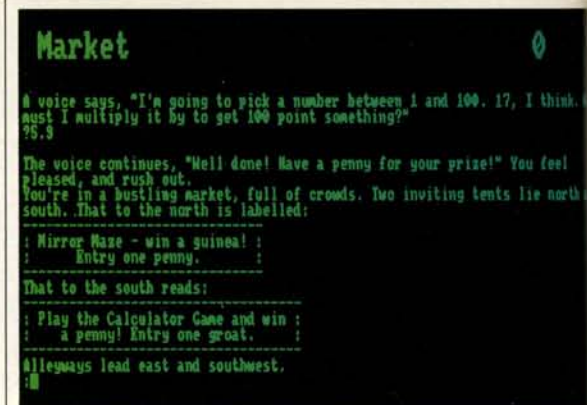 Market 0
A voice says, "I'm going to pick a number between 1 and 100. 17, I think.
must I multiply it by to get 100 point something?"
?5.9
The voice continues, "Well done! Have a penny for your prize!" You feel
pleased, and rush out.
You're in a bustling market, full of crowds. Two inviting tents lie north
south. That to the north is labelled:
: Mirror Maze - win a guinea! :
: Entry one penny. :
That to the south reads:
: Play the Calculator Game and win :
: a penny! Entry one groat. :
Alleyways lead east and southwest.
: